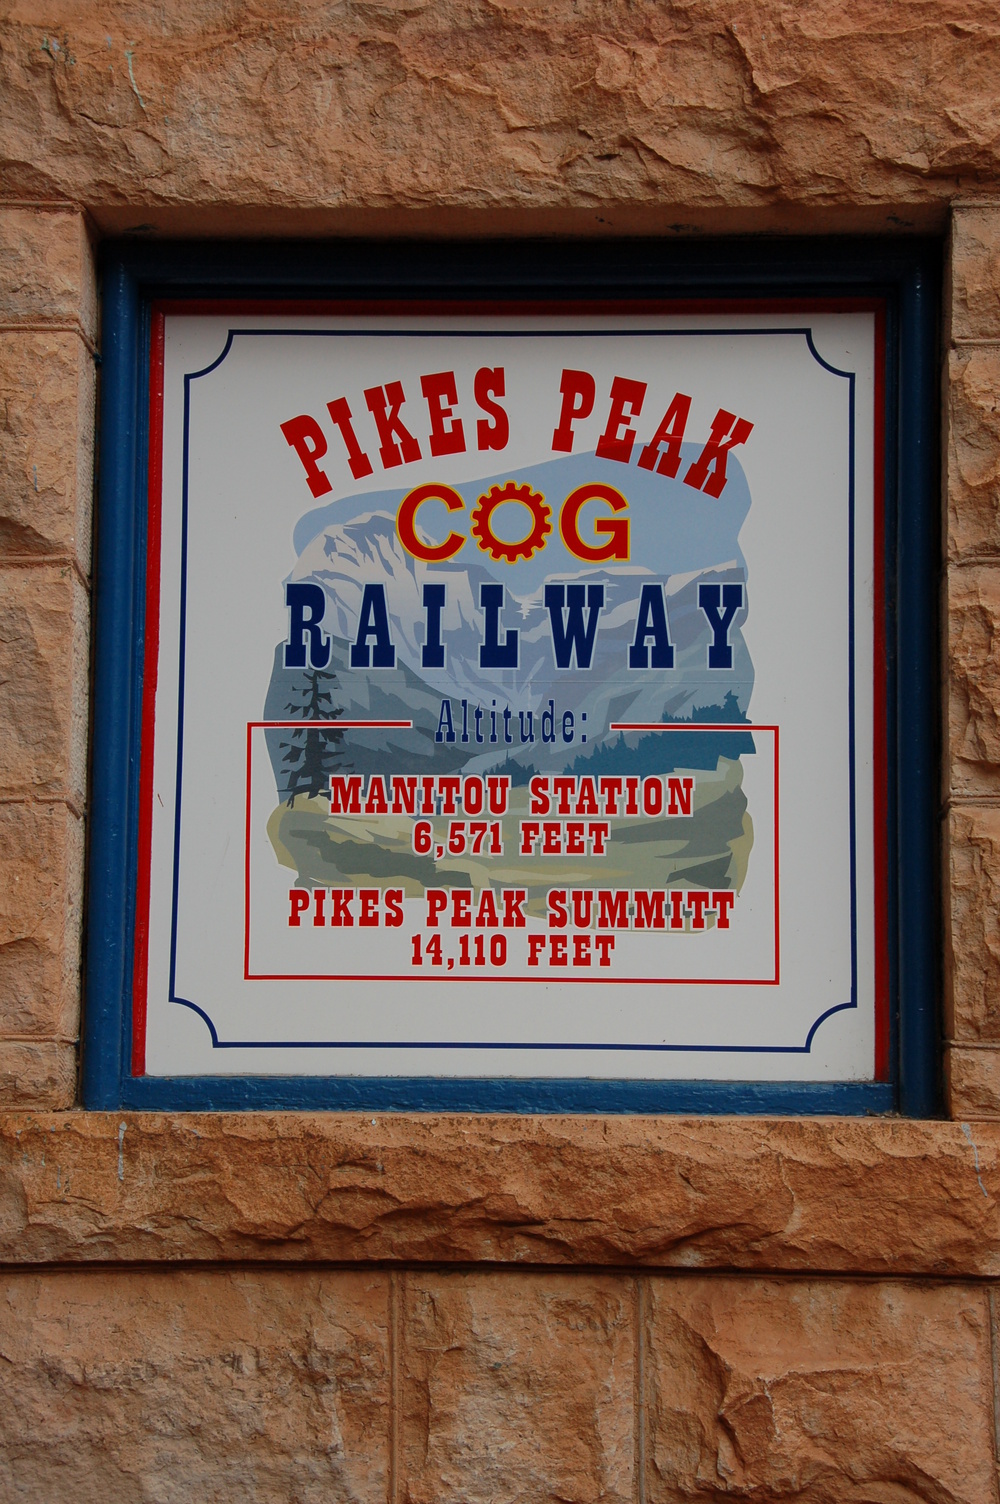 PIKES PEAK
COG
RAILWAY
Altitude:
MANITOU STATION
6,571 FEET
PIKES PEAK SUMMITT
14,110 FEET